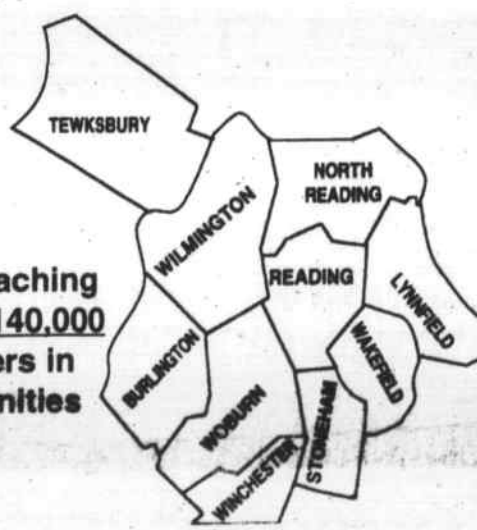 TEWKSBURY
NORTH
READING
WILMINGTON
READING
LYNNFIELD
aching
140,000
ers in
nities
BURLINGTON
WAKEFIELD
WOBURN
STONEHAM
WINCHESTER